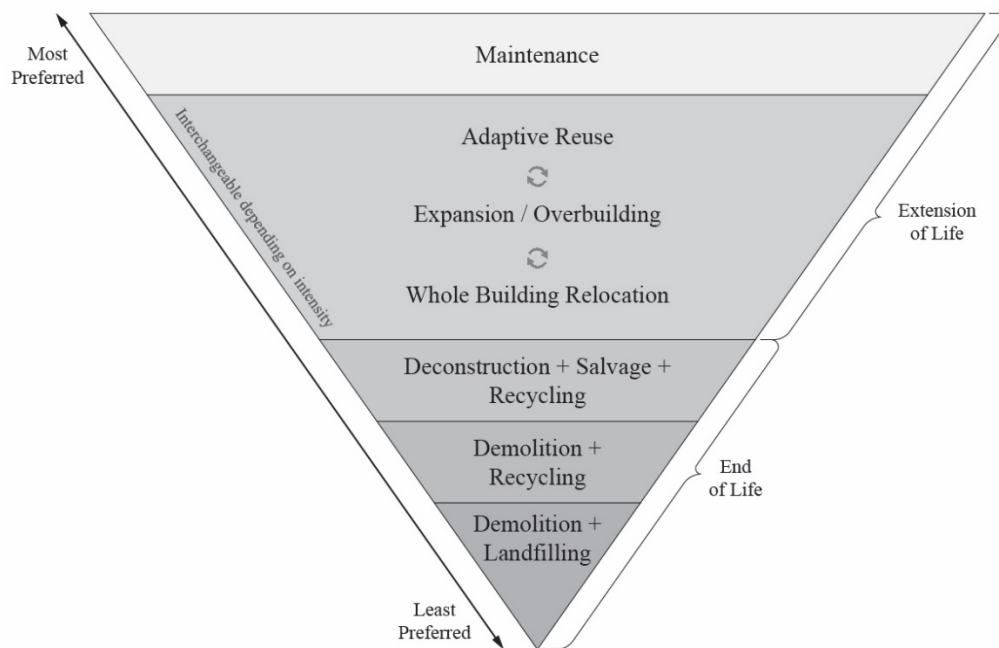 Most
Preferred
Maintenance
Interchangeable depending on intensity
Adaptive Reuse
Expansion / Overbuilding
Whole Building Relocation
Extension
of Life
Deconstruction + Salvage +
Recycling
Demolition +
Recycling
End
of Life
Demolition +
Landfilling
Least
Preferred